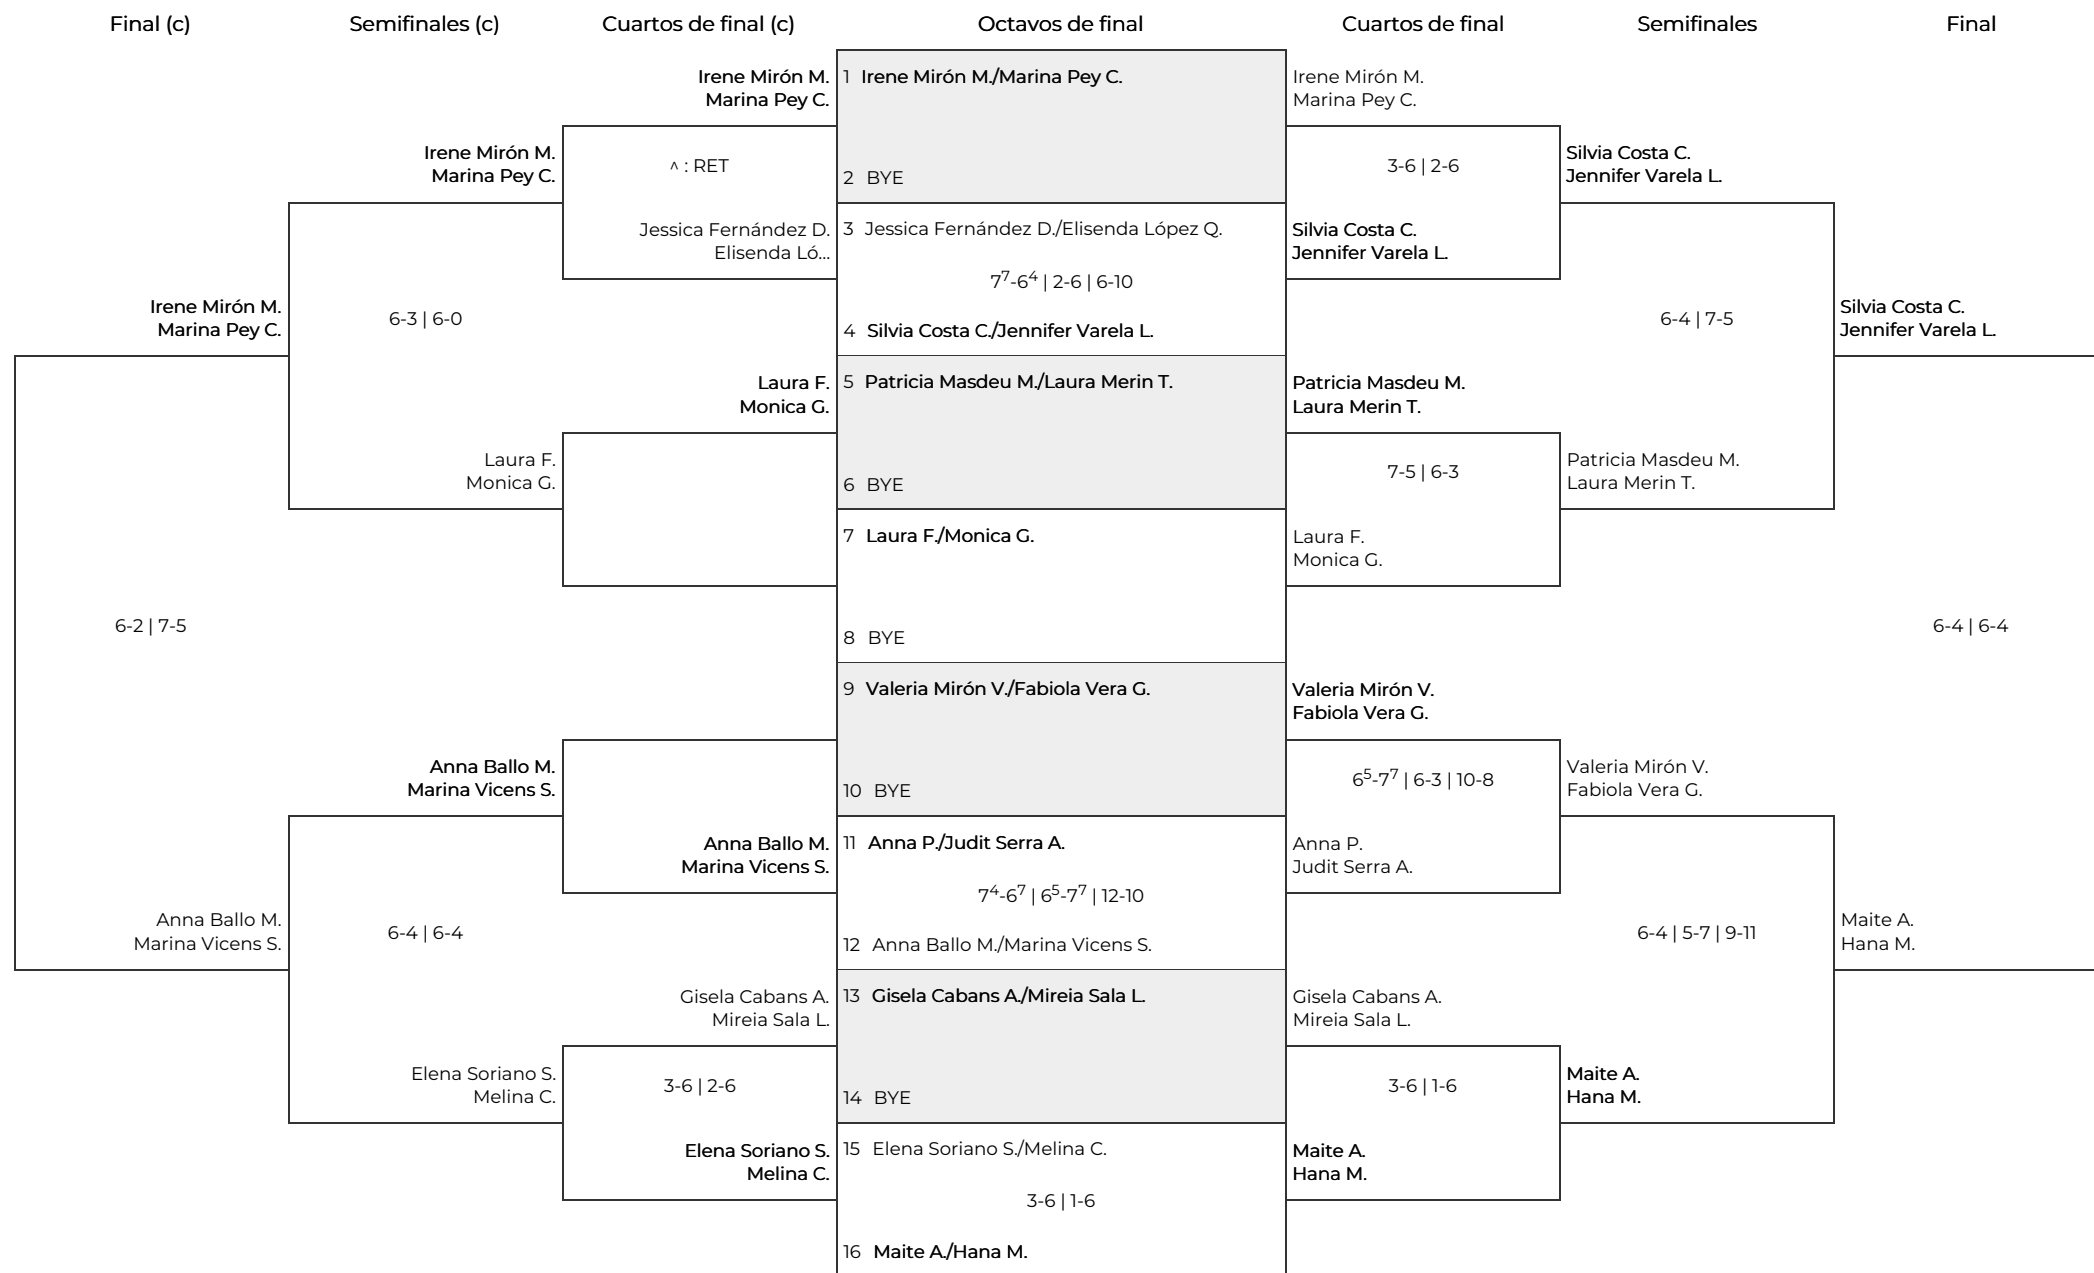 Final (c)
Semifinales (c)
Cuartos de final (c)
Octavos de final
Cuartos de final
Semifinales
Final
Irene Mirón M.
Marina Pey C.
6-2 | 7-5
Anna Ballo M.
Marina Vicens S.
Irene Mirón M.
Marina Pey C.
6-3 | 6-0
Laura F.
Monica G.
Anna Ballo M.
Marina Vicens S.
6-4 | 6-4
Elena Soriano S.
Melina C.
Irene Mirón M.
Marina Pey C.
^ : RET
Jessica Fernández D.
Elisenda Ló...
Laura F.
Monica G.
Anna Ballo M.
Marina Vicens S.
Gisela Cabans A.
Mireia Sala L.
3-6 | 2-6
Elena Soriano S.
Melina C.
1 Irene Mirón M./Marina Pey C.
2 BYE
3 Jessica Fernández D./Elisenda López Q.
7⁷-6⁴ | 2-6 | 6-10
4 Silvia Costa C./Jennifer Varela L.
5 Patricia Masdeu M./Laura Merin T.
6 BYE
7 Laura F./Monica G.
8 BYE
9 Valeria Mirón V./Fabiola Vera G.
10 BYE
11 Anna P./Judit Serra A.
7⁴-6⁷ | 6⁵-7⁷ | 12-10
12 Anna Ballo M./Marina Vicens S.
13 Gisela Cabans A./Mireia Sala L.
14 BYE
15 Elena Soriano S./Melina C.
3-6 | 1-6
16 Maite A./Hana M.
Irene Mirón M.
Marina Pey C.
3-6 | 2-6
Silvia Costa C.
Jennifer Varela L.
Patricia Masdeu M.
Laura Merin T.
7-5 | 6-3
Laura F.
Monica G.
Valeria Mirón V.
Fabiola Vera G.
6⁵-7⁷ | 6-3 | 10-8
Anna P.
Judit Serra A.
Gisela Cabans A.
Mireia Sala L.
3-6 | 1-6
Maite A.
Hana M.
Silvia Costa C.
Jennifer Varela L.
6-4 | 7-5
Patricia Masdeu M.
Laura Merin T.
Valeria Mirón V.
Fabiola Vera G.
6-4 | 5-7 | 9-11
Maite A.
Hana M.
Silvia Costa C.
Jennifer Varela L.
6-4 | 6-4
Maite A.
Hana M.